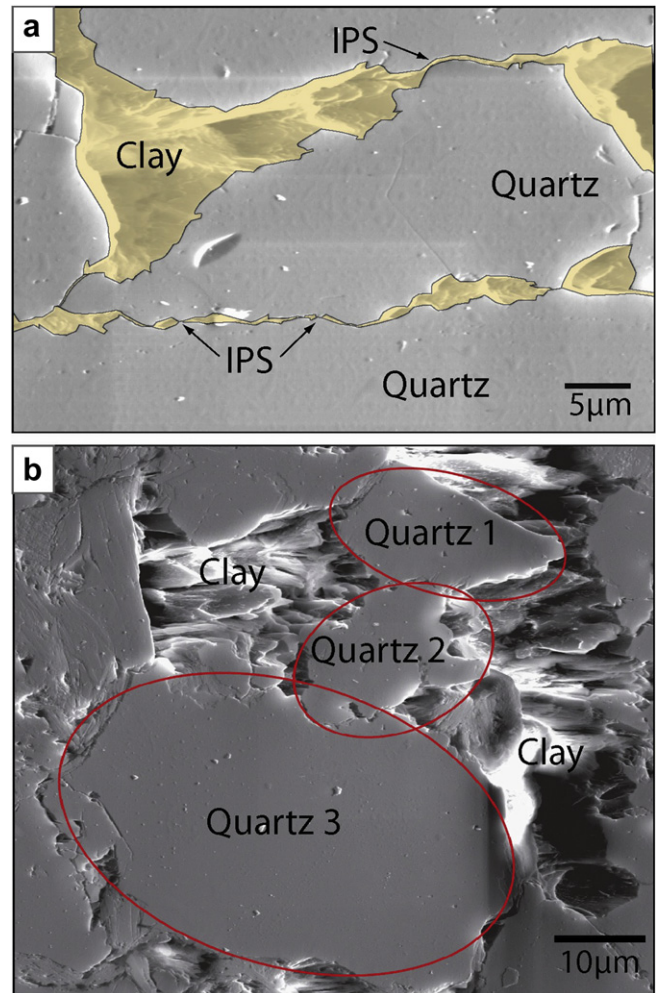 a
IPS
Clay
Quartz
IPS
Quartz
5μm
b
Quartz 1
Clay
Quartz 2
Clay
Quartz 3
10μm